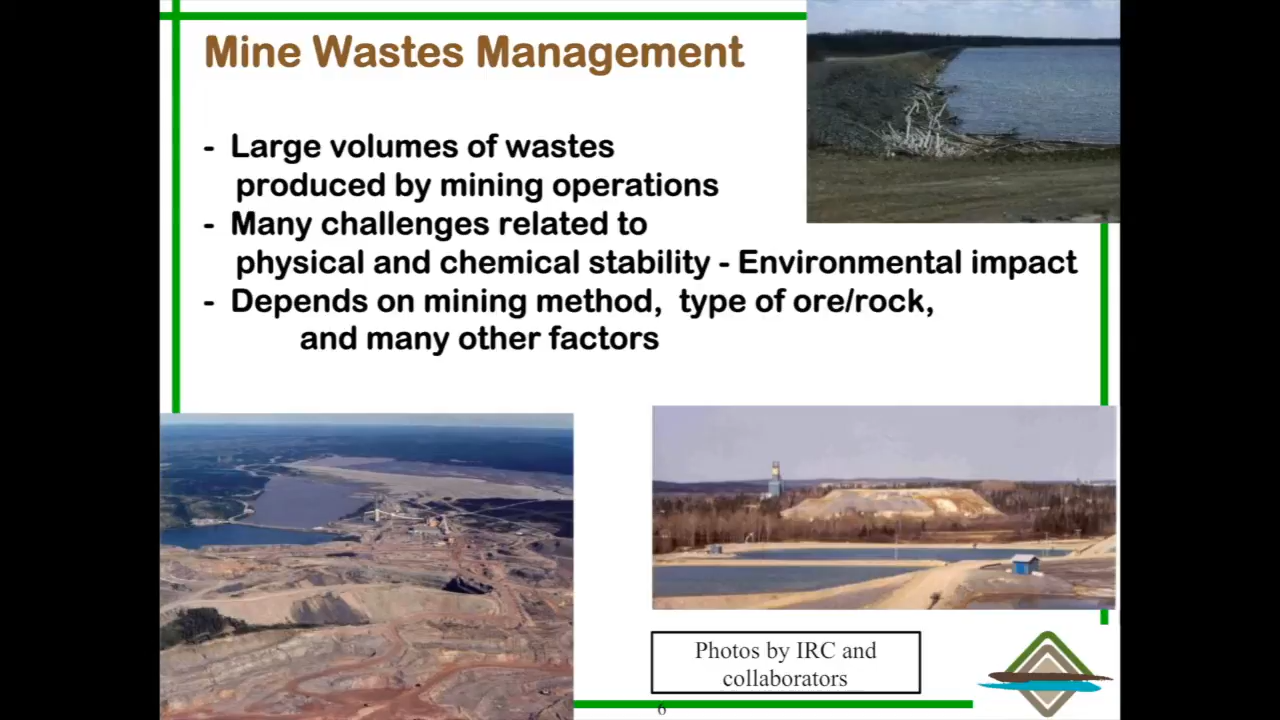 Mine Wastes Management
- Large volumes of wastes
produced by mining operations
- Many challenges related to
physical and chemical stability - Environmental impact
- Depends on mining method, type of ore/rock,
and many other factors
Photos by IRC and
collaborators
6